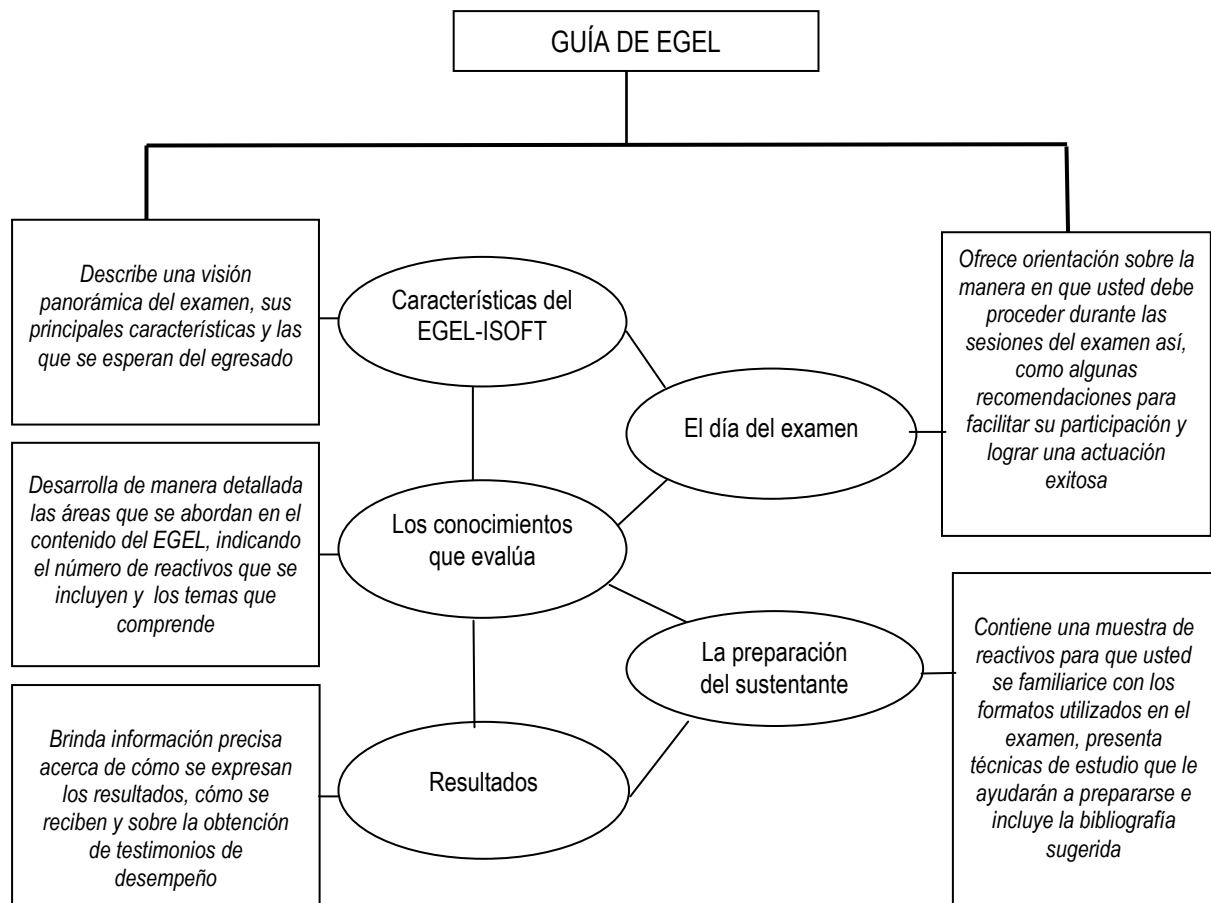 GUÍA DE EGEL
Describe una visión
panorámica del examen, sus
principales características y las
que se esperan del egresado
Características del
EGEL-ISOFT
Ofrece orientación sobre la
manera en que usted debe
proceder durante las
sesiones del examen así,
como algunas
recomendaciones para
facilitar su participación y
lograr una actuación
exitosa
El día del examen
Desarrolla de manera detallada
las áreas que se abordan en el
contenido del EGEL, indicando
el número de reactivos que se
incluyen y los temas que
comprende
Los conocimientos
que evalúa
La preparación
del sustentante
Contiene una muestra de
reactivos para que usted
se familiarice con los
formatos utilizados en el
examen, presenta
técnicas de estudio que le
ayudarán a prepararse e
incluye la bibliografía
sugerida
Brinda información precisa
acerca de cómo se expresan
los resultados, cómo se
reciben y sobre la obtención
de testimonios de
desempeño
Resultados